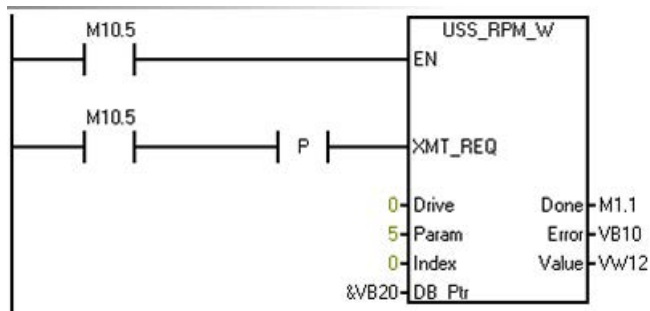 M10.5
USS_RPM_W
EN
M10.5
P
XMT_REQ
0 Drive Done M1.1
5 Param Error VB10
0 Index Value VW12
&VB20 DB_Ptr